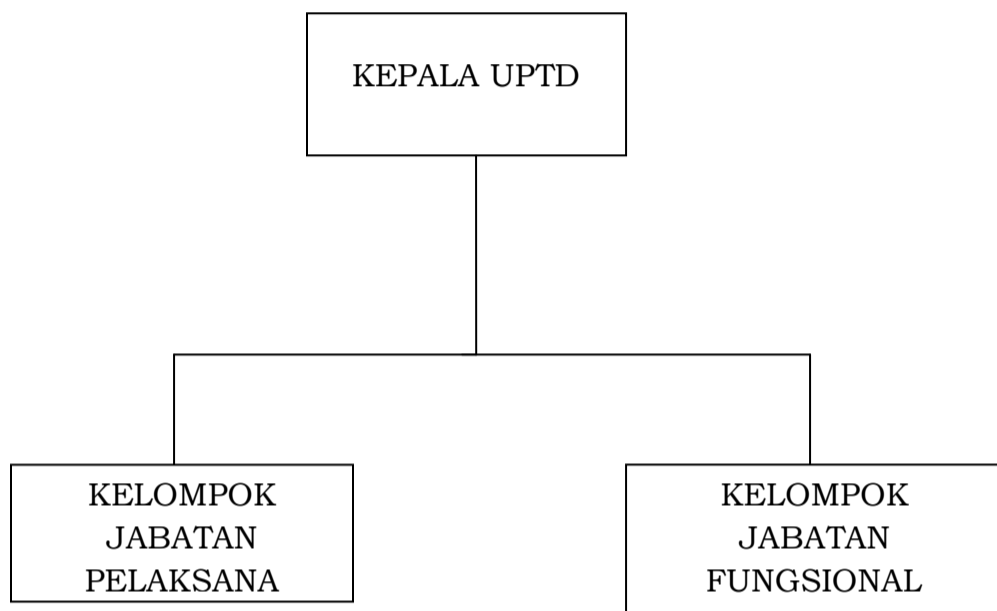 KEPALA UPTD
KELOMPOK
JABATAN
PELAKSANA
KELOMPOK
JABATAN
FUNGSIONAL